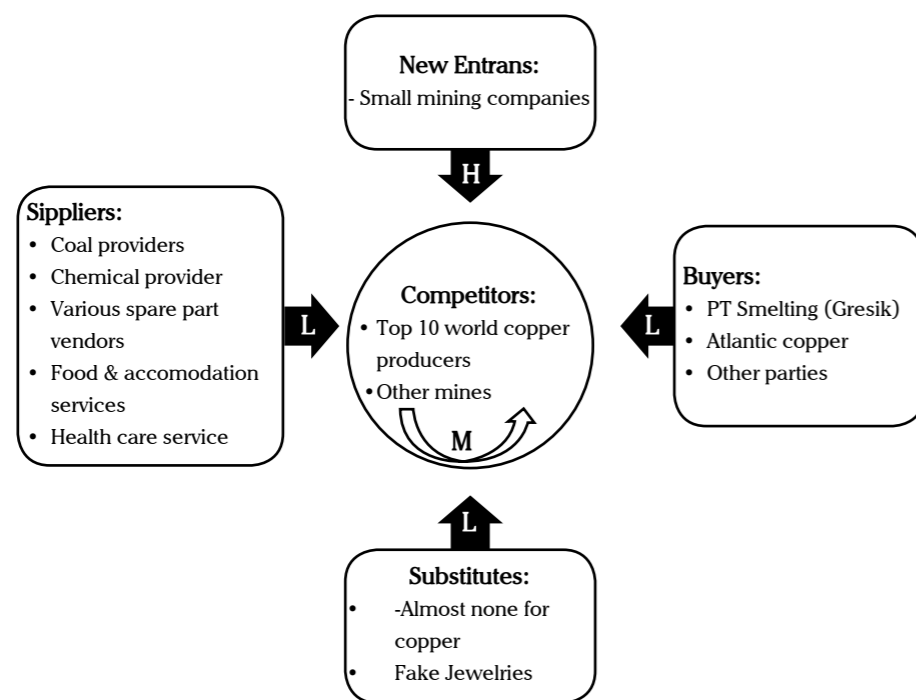 New Entrans:
- Small mining companies
H
Sippliers:
• Coal providers
• Chemical provider
• Various spare part
vendors
• Food & accomodation
services
• Health care service
L
Competitors:
• Top 10 world copper
producers
• Other mines
M
L
Buyers:
• PT Smelting (Gresik)
• Atlantic copper
• Other parties
L
Substitutes:
• -Almost none for
copper
• Fake Jewelries